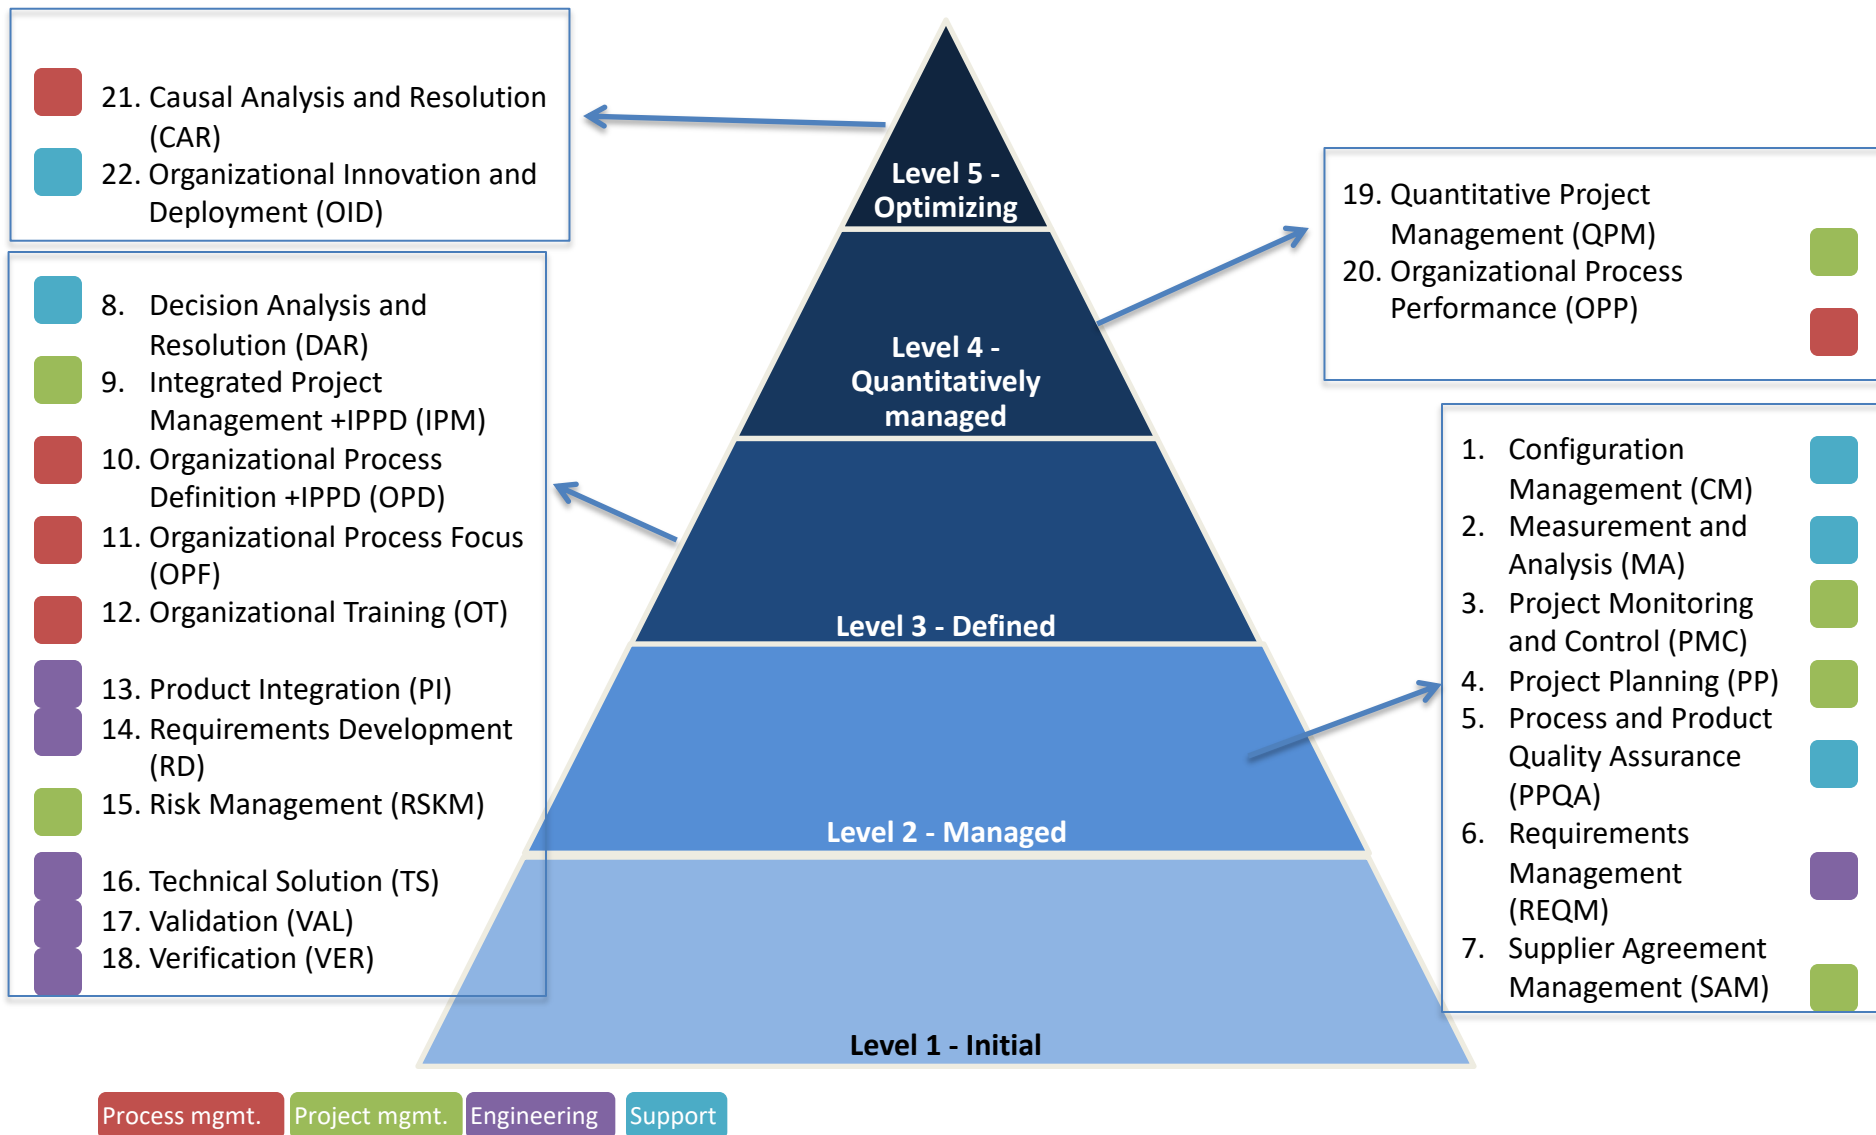 21. Causal Analysis and Resolution
(CAR)
22. Organizational Innovation and
Deployment (OID)
8. Decision Analysis and
Resolution (DAR)
9. Integrated Project
Management +IPPD (IPM)
10. Organizational Process
Definition +IPPD (OPD)
11. Organizational Process Focus
(OPF)
12. Organizational Training (OT)
13. Product Integration (PI)
14. Requirements Development
(RD)
15. Risk Management (RSKM)
16. Technical Solution (TS)
17. Validation (VAL)
18. Verification (VER)
Level 5 -
Optimizing
Level 4 -
Quantitatively
managed
Level 3 - Defined
Level 2 - Managed
Level 1 - Initial
19. Quantitative Project
Management (QPM)
20. Organizational Process
Performance (OPP)
1. Configuration
Management (CM)
2. Measurement and
Analysis (MA)
3. Project Monitoring
and Control (PMC)
4. Project Planning (PP)
5. Process and Product
Quality Assurance
(PPQA)
6. Requirements
Management
(REQM)
7. Supplier Agreement
Management (SAM)
Process mgmt.
Project mgmt.
Engineering
Support